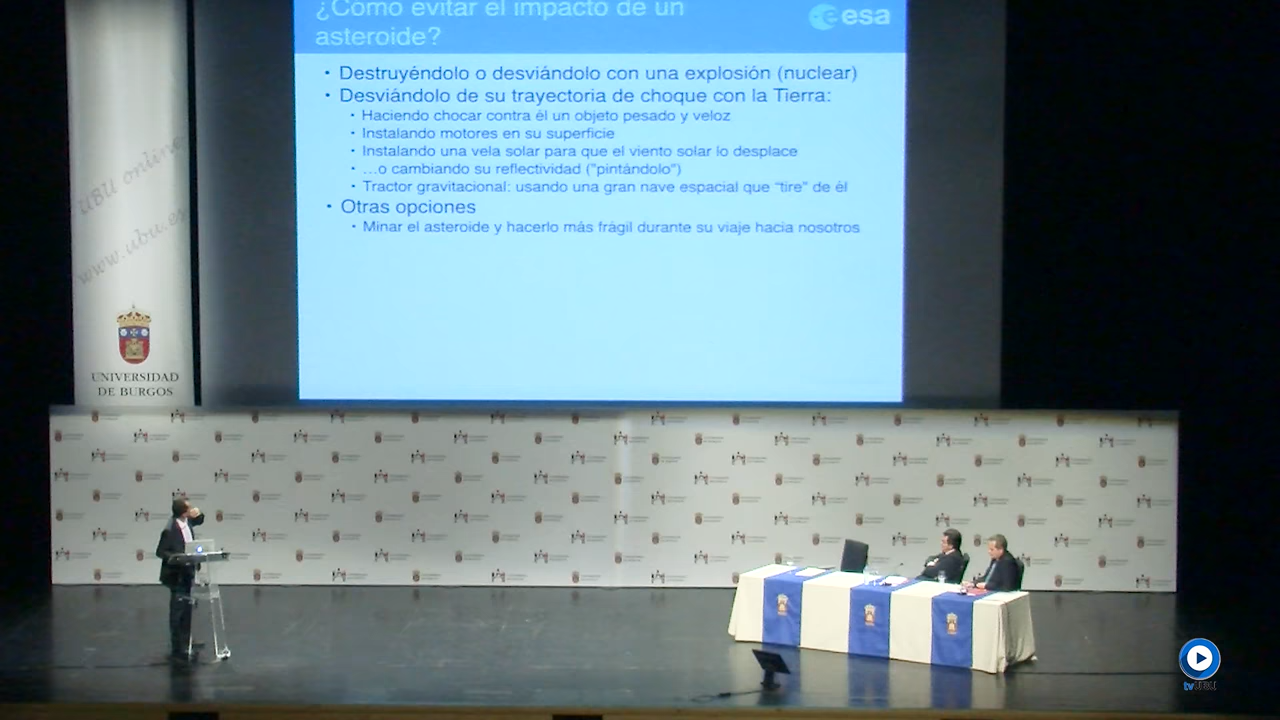 ¿Cómo evitar el impacto de un
asteroide?
esa
• Destruyéndolo o desviándolo con una explosión (nuclear)
• Desviándolo de su trayectoria de choque con la Tierra:
• Haciendo chocar contra él un objeto pesado y veloz
• Instalando motores en su superficie
• Instalando una vela solar para que el viento solar lo desplace
• …o cambiando su reflectividad ("pintándolo")
• Tractor gravitacional: usando una gran nave espacial que "tire" de él
• Otras opciones
• Minar el asteroide y hacerlo más frágil durante su viaje hacia nosotros
UBU online
www.ubu.es
UNIVERSIDAD
DE BURGOS